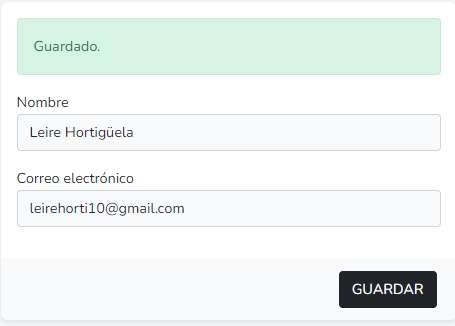 Guardado.
Nombre
Leire Hortigüela
Correo electrónico
leirehorti10@gmail.com
GUARDAR